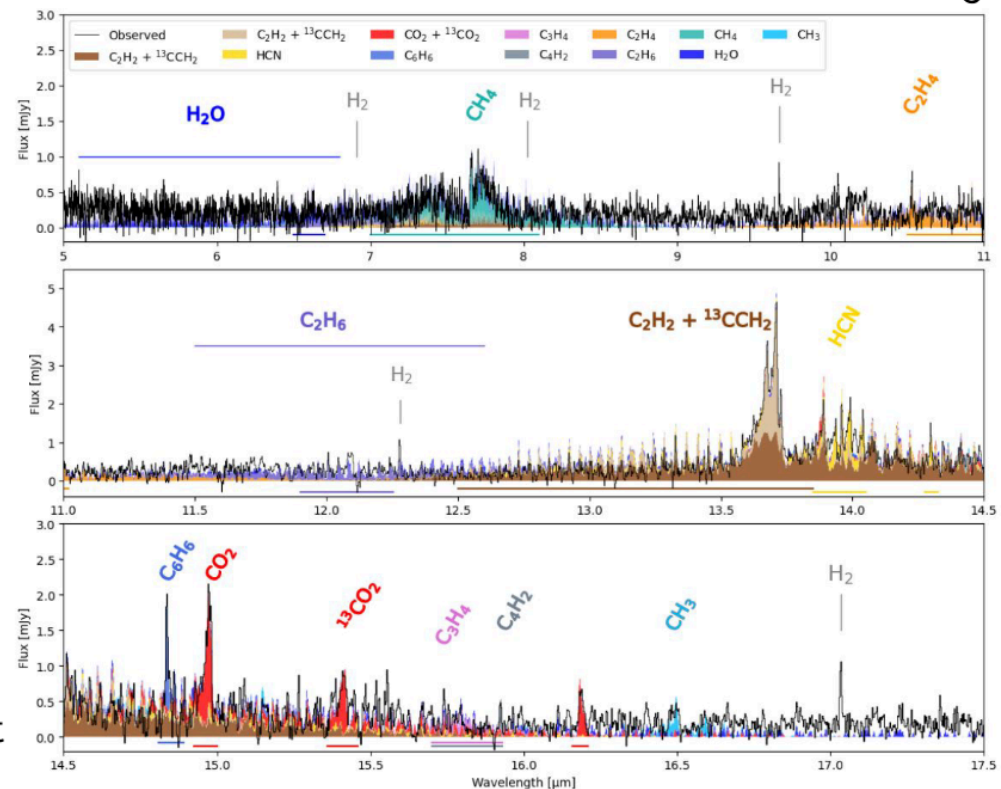 3.0
Observed
C₂H₂ + ¹³CCH₂
C₂H₂ + ¹³CCH₂
HCN
CO₂ + ¹³CO₂
C₆H₆
C₃H₄
C₄H₂
C₂H₄
C₂H₆
CH₄
H₂O
CH₃
2.5
2.0
1.5
1.0
0.5
0.0
Flux [mJy]
H₂O
H₂
CH₄
H₂
H₂
C₂H₄
5 6 7 8 9 10 11
5
4
3
2
1
0
Flux [mJy]
C₂H₆
H₂
C₂H₂ + ¹³CCH₂
HCN
11.0 11.5 12.0 12.5 13.0 13.5 14.0 14.5
3.0
2.5
2.0
1.5
1.0
0.5
0.0
Flux [mJy]
C₆H₆
CO₂
¹³CO₂
C₃H₄
C₄H₂
CH₃
H₂
14.5 15.0 15.5 16.0 16.5 17.0 17.5
Wavelength [μm]